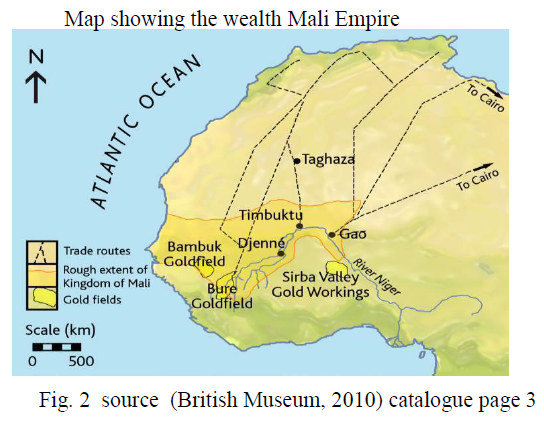 Map showing the wealth Mali Empire
N
ATLANTIC OCEAN
To Cairo
Taghaza
To Cairo
Timbuktu
Gao
Djenné
Bambuk
Goldfield
River Niger
Sirba Valley
Gold Workings
Bure
Goldfield
Trade routes
Rough extent of
Kingdom of Mali
Gold fields
Scale (km)
0 500
Fig. 2 source (British Museum, 2010) catalogue page 3